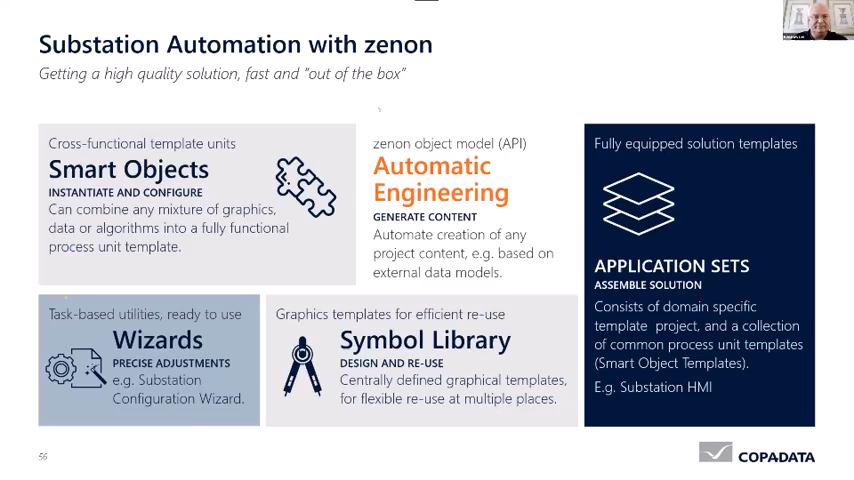 Substation Automation with zenon
Getting a high quality solution, fast and "out of the box"
Cross-functional template units
Smart Objects
INSTANTIATE AND CONFIGURE
Can combine any mixture of graphics,
data or algorithms into a fully functional
process unit template.
zenon object model (API)
Automatic
Engineering
GENERATE CONTENT
Automate creation of any
project content, e.g. based on
external data models.
Fully equipped solution templates
APPLICATION SETS
ASSEMBLE SOLUTION
Consists of domain specific
template project, and a collection
of common process unit templates
(Smart Object Templates).
E.g. Substation HMI
Task-based utilities, ready to use
Wizards
PRECISE ADJUSTMENTS
e.g. Substation
Configuration Wizard.
Graphics templates for efficient re-use
Symbol Library
DESIGN AND RE-USE
Centrally defined graphical templates,
for flexible re-use at multiple places.
56
COPADATA